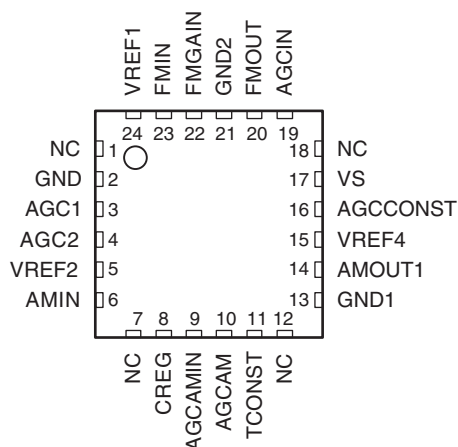 VREF1
FMIN
FMGAIN
GND2
FMOUT
AGCIN
24 23 22 21 20 19
NC 1
GND 2
AGC1 3
AGC2 4
VREF2 5
AMIN 6
18 NC
17 VS
16 AGCCONST
15 VREF4
14 AMOUT1
13 GND1
7 8 9 10 11 12
NC
CREG
AGCAMIN
AGCAM
TCONST
NC